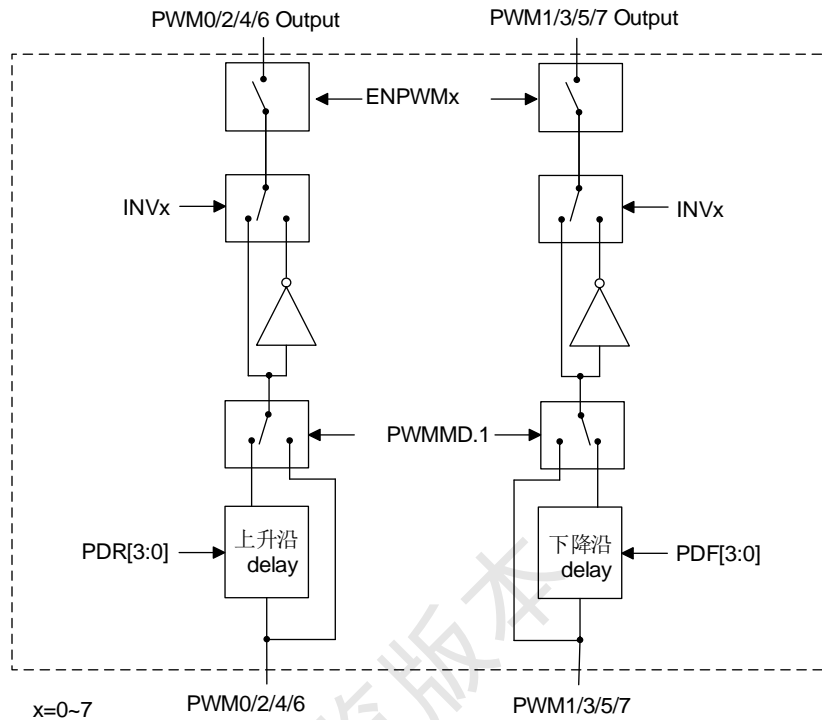 PWM0/2/4/6 Output
PWM1/3/5/7 Output
ENPWMx
INVx
INVx
PWMMD.1
PDR[3:0]
上升沿
delay
下降沿
delay
PDF[3:0]
PWM0/2/4/6
PWM1/3/5/7
x=0~7
版本